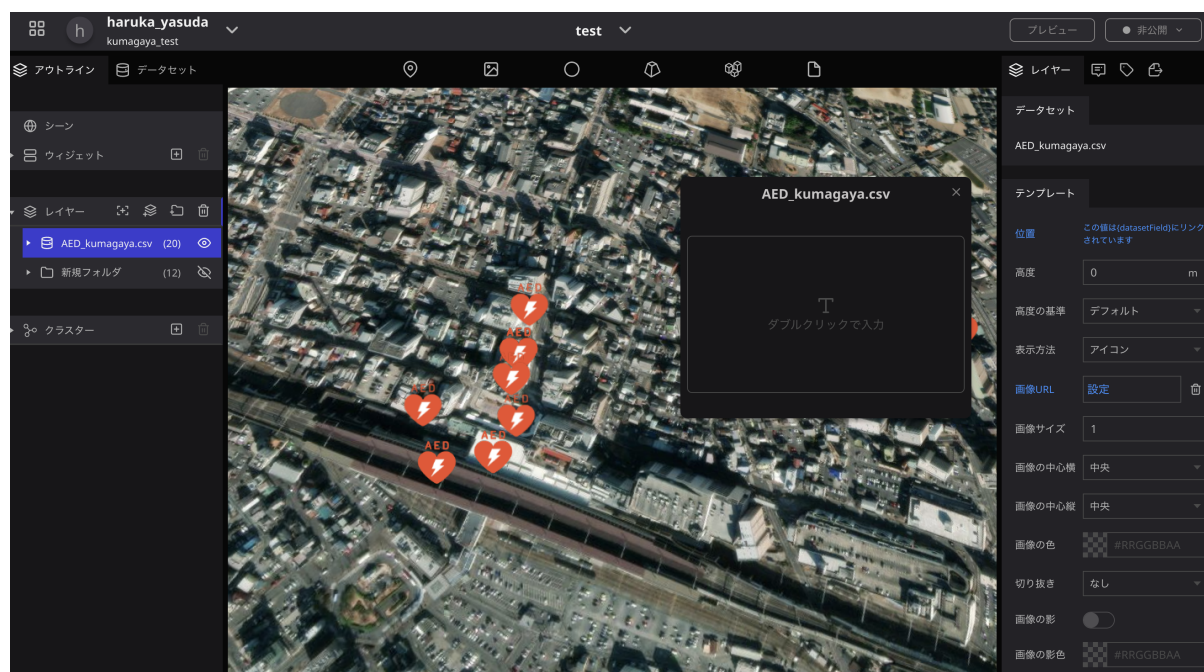 h
haruka_yasuda
kumagaya_test
test
プレビュー
非公開
アウトライン
データセット
レイヤー
シーン
ウィジェット
レイヤー
AED_kumagaya.csv (20)
新規フォルダ (12)
クラスター
AED
AED
AED
AED
AED
AED
AED_kumagaya.csv
T
ダブルクリックで入力
データセット
AED_kumagaya.csv
テンプレート
位置
この値は{datasetField}にリンク
されています
高度 0 m
高度の基準 デフォルト
表示方法 アイコン
画像URL 設定
画像サイズ 1
画像の中心横 中央
画像の中心縦 中央
画像の色 #RRGGBBAA
切り抜き なし
画像の影
画像の影色 #RRGGBBAA